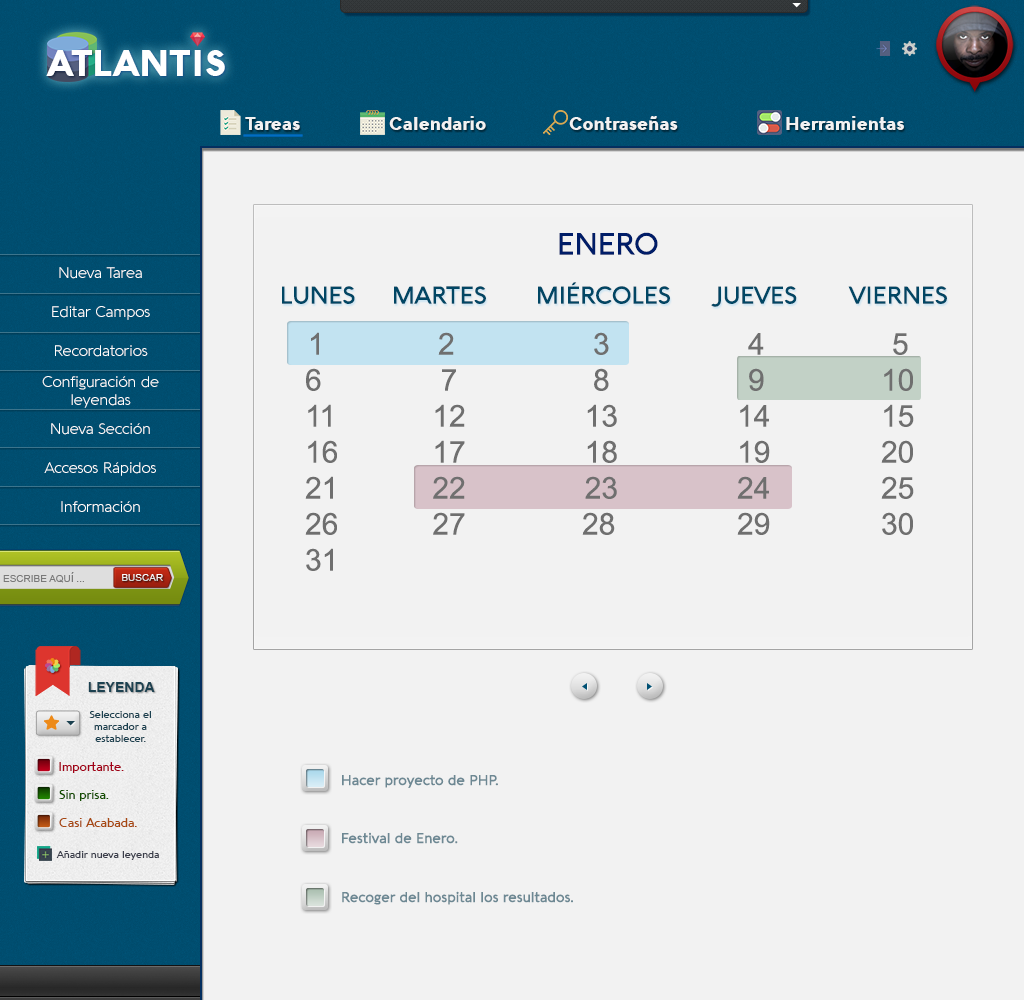 ATLANTIS
Tareas Calendario Contraseñas Herramientas
Nueva Tarea
Editar Campos
Recordatorios
Configuración de
leyendas
Nueva Sección
Accesos Rápidos
Información
ESCRIBE AQUÍ ... BUSCAR
LEYENDA
Selecciona el
marcador a
establecer.
Importante.
Sin prisa.
Casi Acabada.
Añadir nueva leyenda
ENERO
LUNES MARTES MIÉRCOLES JUEVES VIERNES
1 2 3 4 5
6 7 8 9 10
11 12 13 14 15
16 17 18 19 20
21 22 23 24 25
26 27 28 29 30
31
Hacer proyecto de PHP.
Festival de Enero.
Recoger del hospital los resultados.